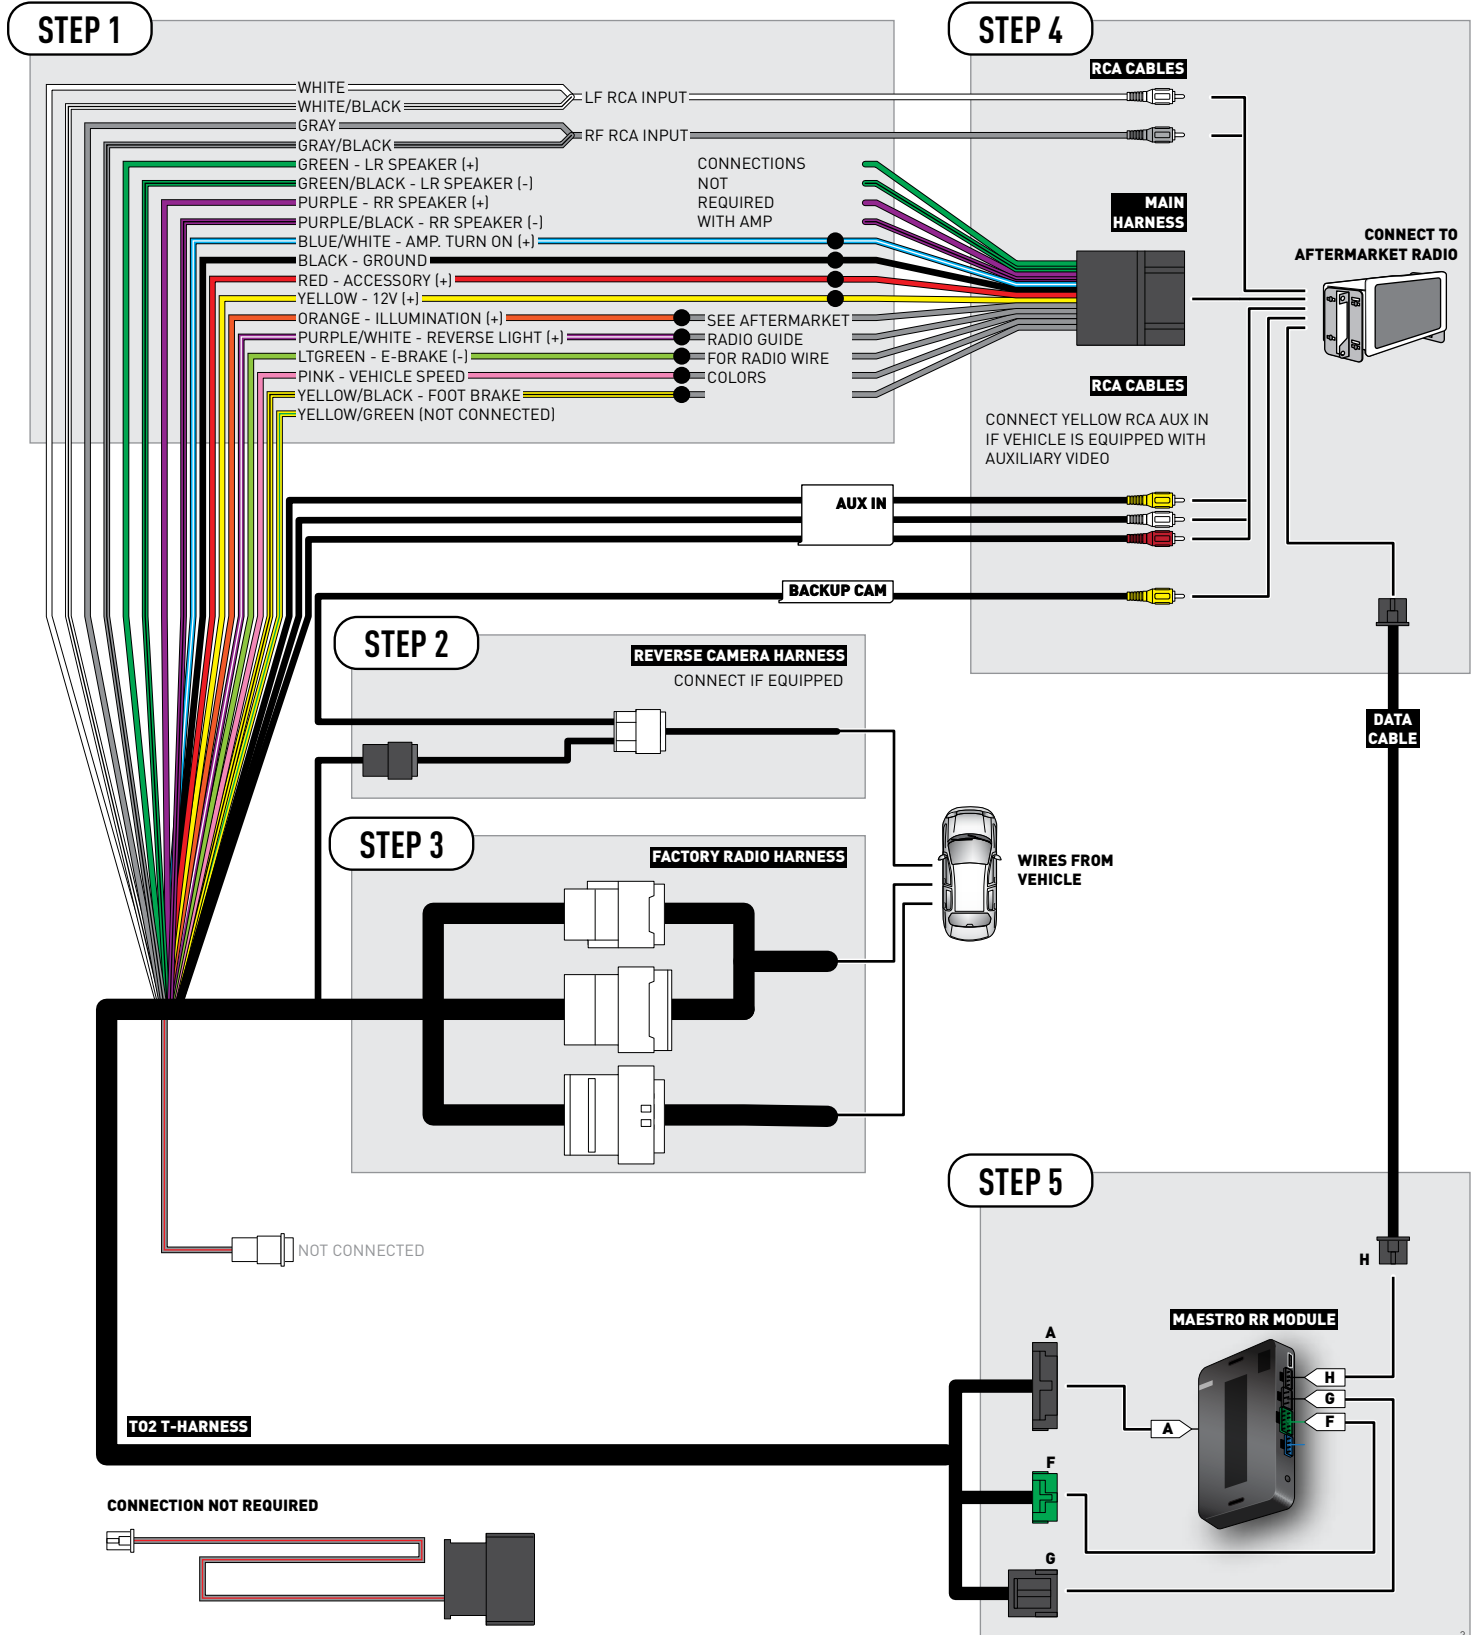 STEP 1
WHITE
WHITE/BLACK
LF RCA INPUT
GRAY
GRAY/BLACK
RF RCA INPUT
GREEN - LR SPEAKER (+)
GREEN/BLACK - LR SPEAKER (-)
PURPLE - RR SPEAKER (+)
PURPLE/BLACK - RR SPEAKER (-)
BLUE/WHITE - AMP. TURN ON (+)
BLACK - GROUND
RED - ACCESSORY (+)
YELLOW - 12V (+)
ORANGE - ILLUMINATION (+)
PURPLE/WHITE - REVERSE LIGHT (+)
LTGREEN - E-BRAKE (-)
PINK - VEHICLE SPEED
YELLOW/BLACK - FOOT BRAKE
YELLOW/GREEN (NOT CONNECTED)
CONNECTIONS
NOT
REQUIRED
WITH AMP
SEE AFTERMARKET
RADIO GUIDE
FOR RADIO WIRE
COLORS
STEP 4
RCA CABLES
MAIN
HARNESS
CONNECT TO
AFTERMARKET RADIO
RCA CABLES
CONNECT YELLOW RCA AUX IN
IF VEHICLE IS EQUIPPED WITH
AUXILIARY VIDEO
AUX IN
BACKUP CAM
STEP 2
REVERSE CAMERA HARNESS
CONNECT IF EQUIPPED
DATA
CABLE
STEP 3
FACTORY RADIO HARNESS
WIRES FROM
VEHICLE
NOT CONNECTED
STEP 5
H
MAESTRO RR MODULE
A
H
G
F
A
F
G
TO2 T-HARNESS
CONNECTION NOT REQUIRED